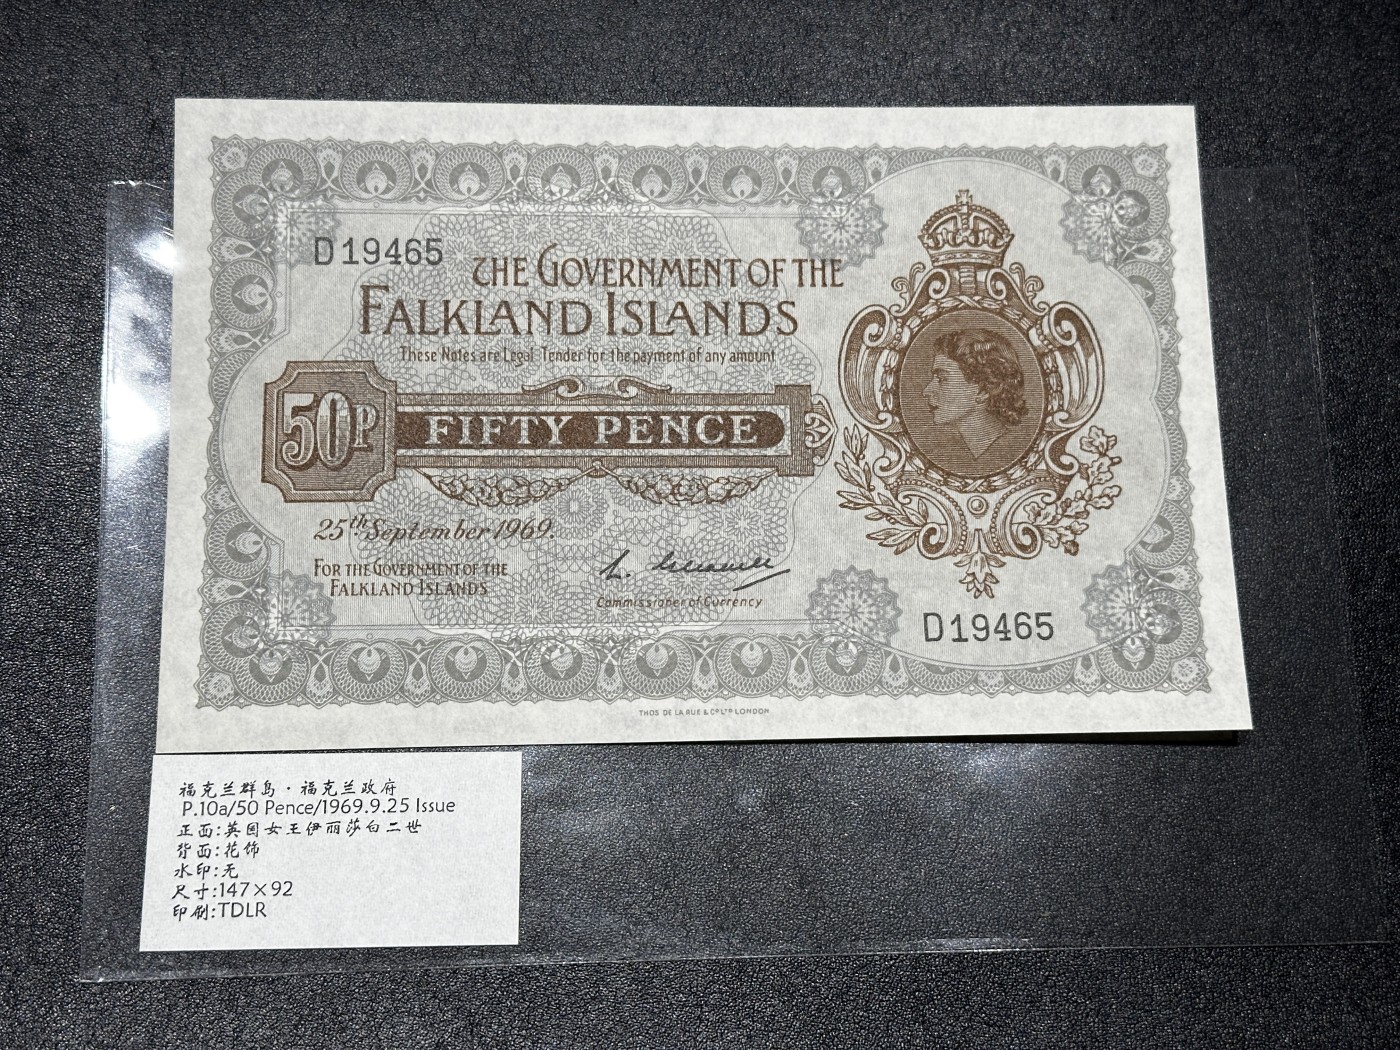 D19465
THE GOVERNMENT OF THE
FALKLAND ISLANDS
These Notes are Legal Tender for the payment of any amount
50P
FIFTY PENCE
25th September 1969.
FOR THE GOVERNMENT OF THE
FALKLAND ISLANDS
Commissioner of Currency
D19465
THOS DE LA RUE & CO LTD LONDON
福克兰群岛·福克兰政府
P.10a/50 Pence/1969.9.25 Issue
正面:英国女王伊丽莎白二世
背面:花饰
水印:无
尺寸:147×92
印刷:TDLR